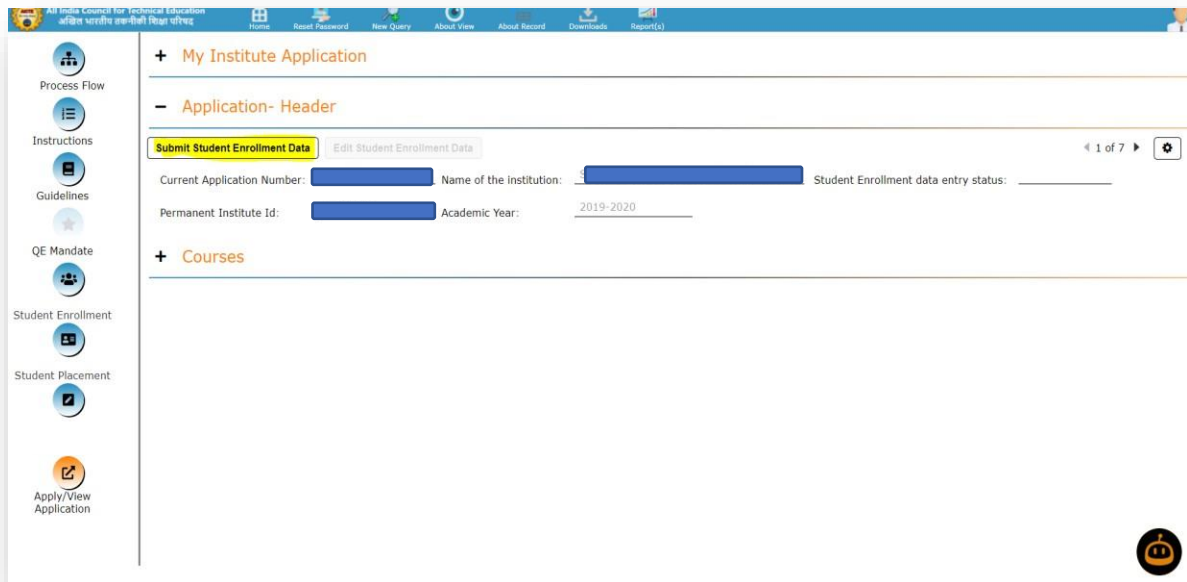 All India Council for Technical Education
अखिल भारतीय तकनीकी शिक्षा परिषद
Home Reset Password New Query About View About Record Downloads Report(s)
Process Flow
Instructions
Guidelines
QE Mandate
Student Enrollment
Student Placement
Apply/View
Application
+ My Institute Application
− Application- Header
Submit Student Enrollment Data Edit Student Enrollment Data 1 of 7
Current Application Number: Name of the institution: Student Enrollment data entry status:
Permanent Institute Id: Academic Year: 2019-2020
+ Courses